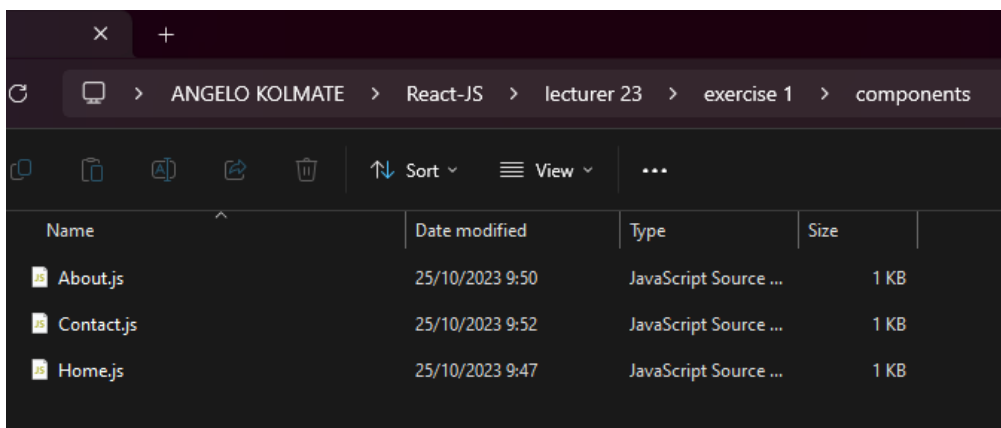 ANGELO KOLMATE > React-JS > lecturer 23 > exercise 1 > components
Sort View
Name Date modified Type Size
About.js 25/10/2023 9:50 JavaScript Source ... 1 KB
Contact.js 25/10/2023 9:52 JavaScript Source ... 1 KB
Home.js 25/10/2023 9:47 JavaScript Source ... 1 KB